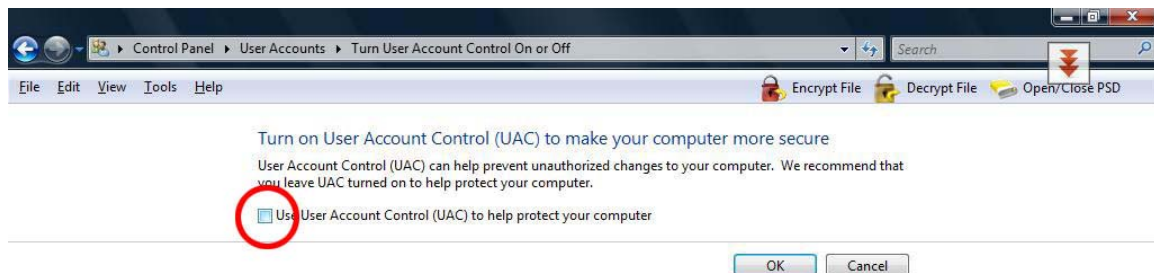 Control Panel User Accounts Turn User Account Control On or Off Search
File Edit View Tools Help Encrypt File Decrypt File Open/Close PSD
Turn on User Account Control (UAC) to make your computer more secure
User Account Control (UAC) can help prevent unauthorized changes to your computer. We recommend that
you leave UAC turned on to help protect your computer.
Use User Account Control (UAC) to help protect your computer
OK Cancel